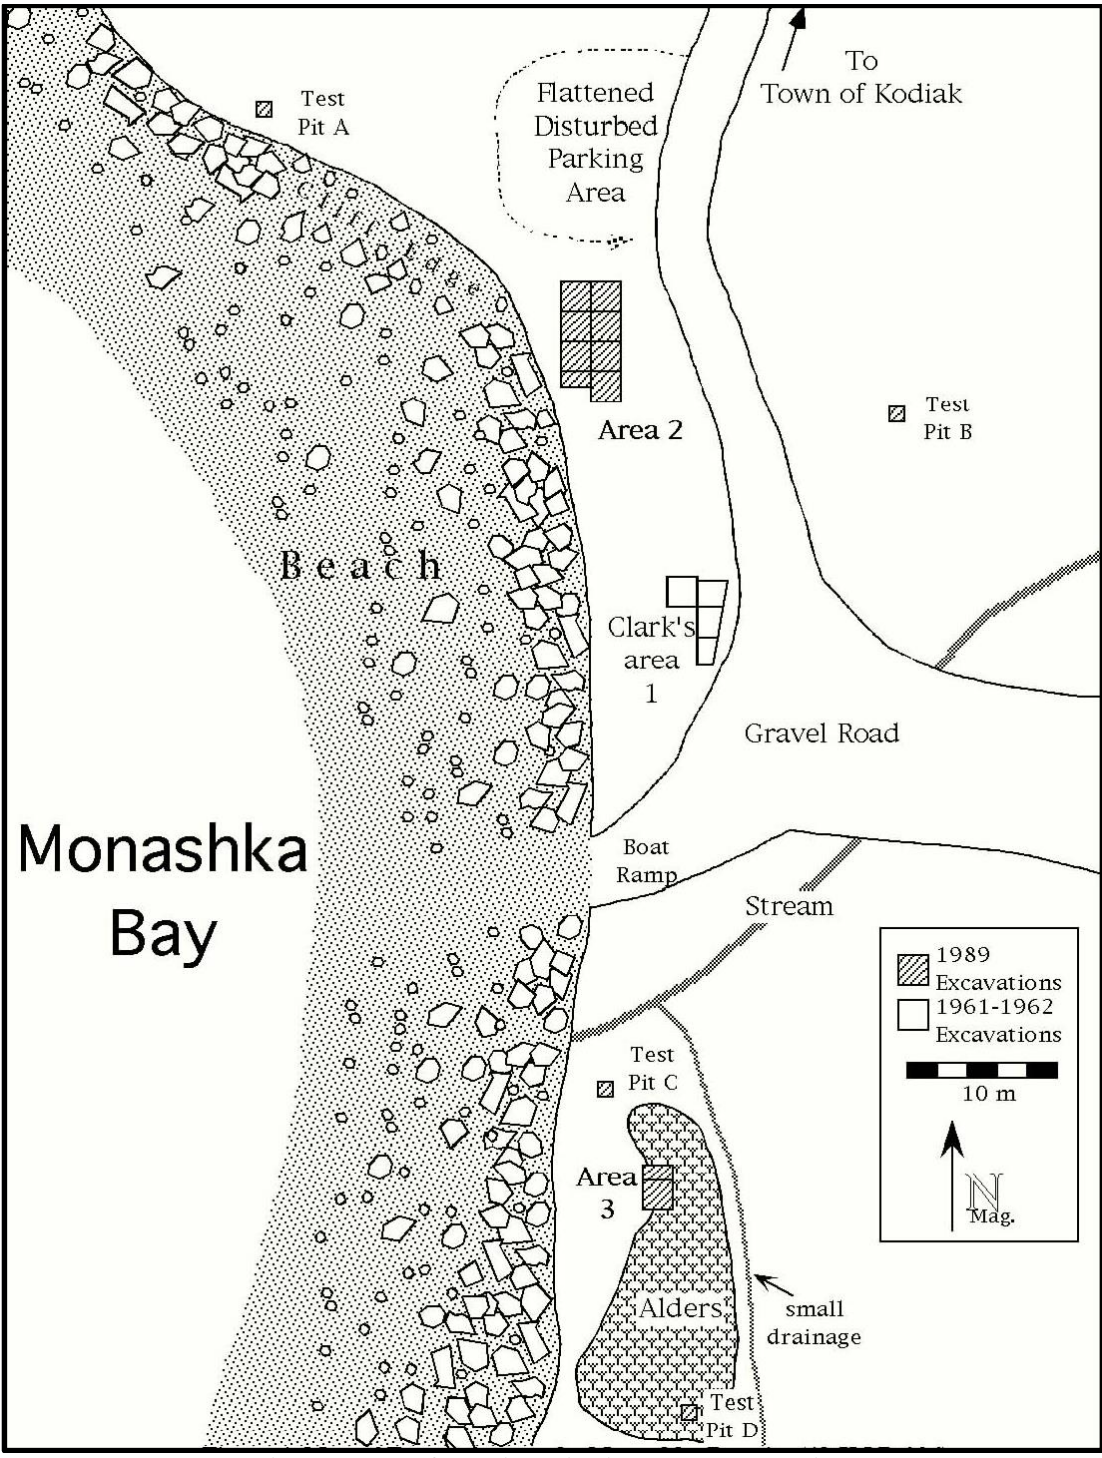 To
Town of Kodiak
Flattened
Disturbed
Parking
Area
Test
Pit A
Cliff Edge
Area 2
Test
Pit B
Beach
Clark's
area
1
Gravel Road
Monashka
Bay
Boat
Ramp
Stream
1989
Excavations
1961-1962
Excavations
10 m
N
Mag.
Test
Pit C
Area
3
Alders
small
drainage
Test
Pit D